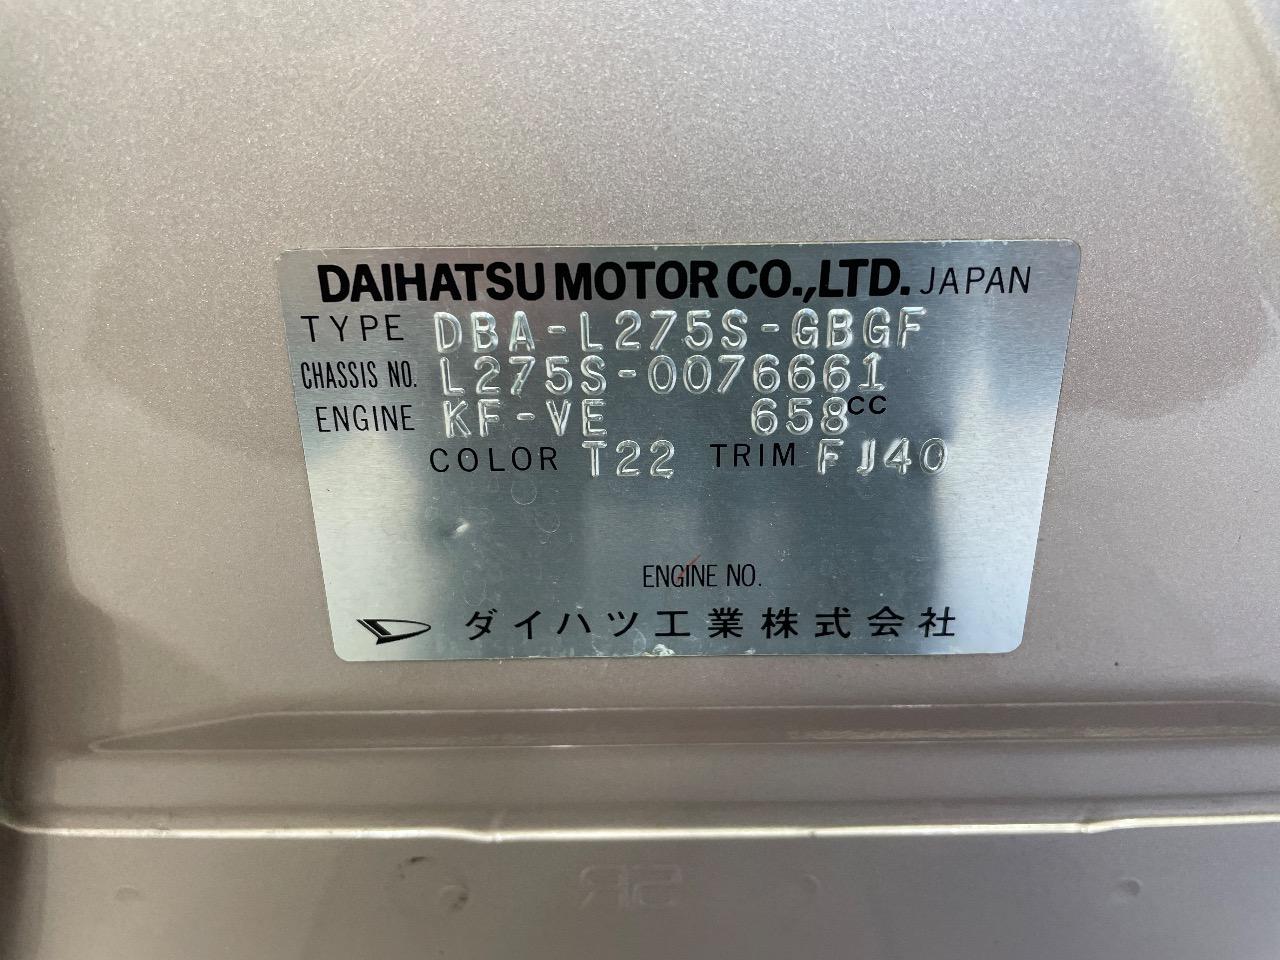 DAIHATSU MOTOR CO.,LTD. JAPAN
TYPE DBA-L275S-GBGF
CHASSIS NO. L275S-0076661
ENGINE KF-VE 658CC
COLOR T22 TRIM FJ40
ENGINE NO.
ダイハツ工業株式会社